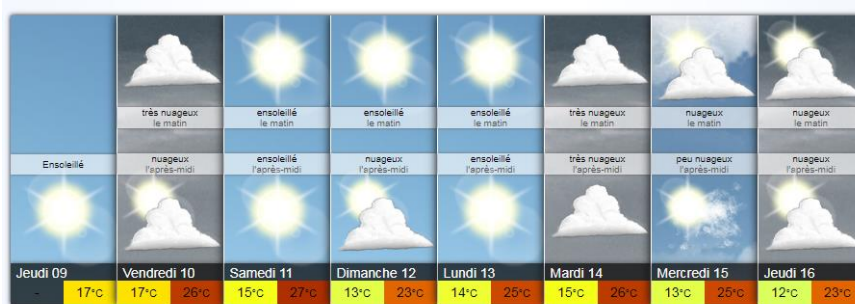 très nuageux
le matin
ensoleillé
le matin
ensoleillé
le matin
ensoleillé
le matin
très nuageux
le matin
nuageux
le matin
nuageux
le matin
Ensoleillé
nuageux
l'après-midi
ensoleillé
l'après-midi
nuageux
l'après-midi
ensoleillé
l'après-midi
très nuageux
l'après-midi
peu nuageux
l'après-midi
nuageux
l'après-midi
Jeudi 09
- 17°C
Vendredi 10
17°C 26°C
Samedi 11
15°C 27°C
Dimanche 12
13°C 23°C
Lundi 13
14°C 25°C
Mardi 14
15°C 26°C
Mercredi 15
13°C 25°C
Jeudi 16
12°C 23°C